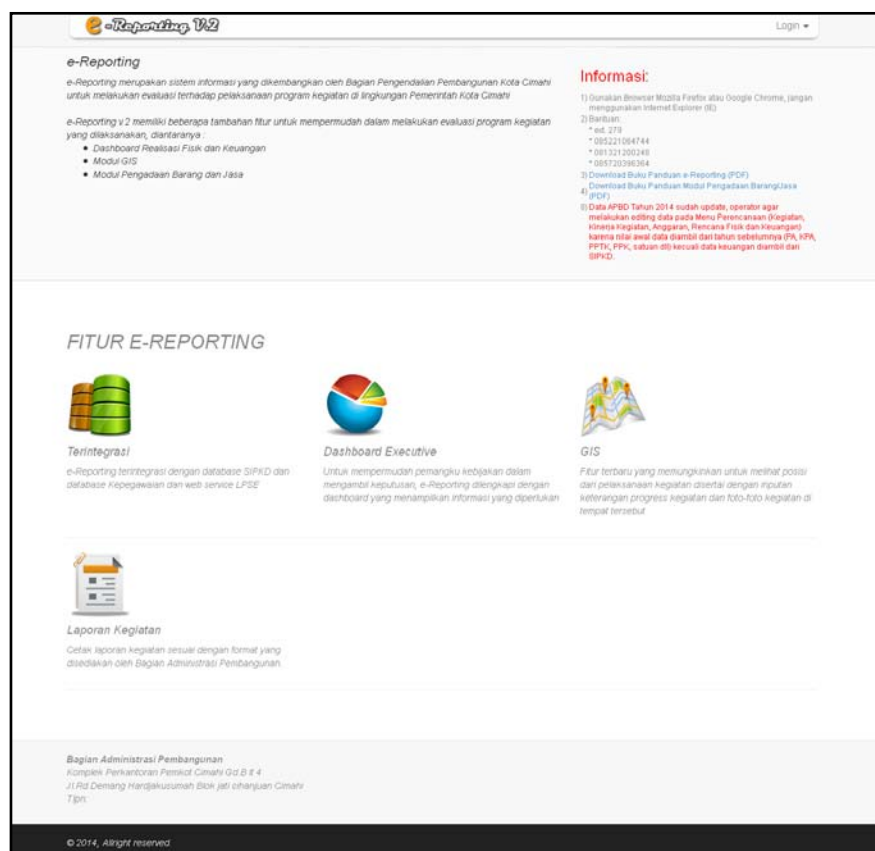 e-Reporting V.2
Login
e-Reporting
e-Reporting merupakan sistem informasi yang dikembangkan oleh Bagian Pengendalian Pembangunan Kota Cimahi
untuk melakukan evaluasi terhadap pelaksanaan program kegiatan di lingkungan Pemerintah Kota Cimahi
e-Reporting v.2 memiliki beberapa tambahan fitur untuk mempermudah dalam melakukan evaluasi program kegiatan
yang dilaksanakan, diantaranya :
• Dashboard Realisasi Fisik dan Keuangan
• Modul GIS
• Modul Pengadaan Barang dan Jasa
Informasi:
1) Gunakan Browser Mozilla Firefox atau Google Chrome, jangan
menggunakan Internet Explorer (IE)
2) Bantuan:
* ext. 279
* 085221064744
* 081321200248
* 085720396364
3) Download Buku Panduan e-Reporting (PDF)
4) Download Buku Panduan Modul Pengadaan Barang/Jasa
(PDF)
Data APBD Tahun 2014 sudah update, operator agar
melakukan editing data pada Menu Perencanaan (Kegiatan,
Kinerja Kegiatan, Anggaran, Rencana Fisik dan Keuangan)
karena nilai awal data diambil dari tahun sebelumnya (PA, KPA,
PPTK, PPK, satuan dll) kecuali data keuangan diambil dari
SIPKD.
FITUR E-REPORTING
Terintegrasi
e-Reporting terintegrasi dengan database SIPKD dan
database Kepegawaian dan web service LPSE
Dashboard Executive
Untuk mempermudah pemangku kebijakan dalam
mengambil keputusan, e-Reporting dilengkapi dengan
dashboard yang menampilkan informasi yang diperlukan
GIS
Fitur terbaru yang memungkinkan untuk melihat posisi
dari pelaksanaan kegiatan disertai dengan inputan
keterangan progress kegiatan dan foto-foto kegiatan di
tempat tersebut
Laporan Kegiatan
Cetak laporan kegiatan sesuai dengan format yang
disediakan oleh Bagian Administrasi Pembangunan.
Bagian Administrasi Pembangunan
Komplek Perkantoran Pemkot Cimahi Gd.B lt 4
Jl.Rd.Demang Hardjakusumah Blok jati cihanjuan Cimahi
Tlpn:
© 2014, Allright reserved.